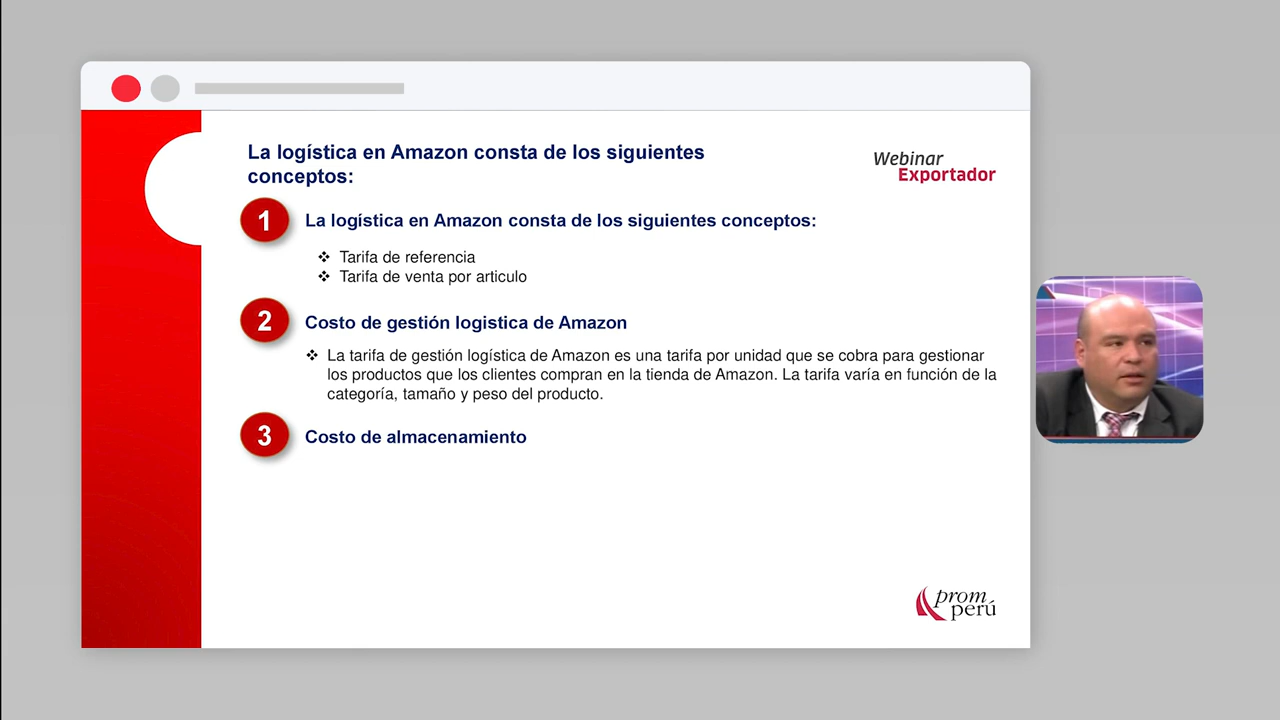 La logística en Amazon consta de los siguientes
conceptos:
Webinar
Exportador
1
La logística en Amazon consta de los siguientes conceptos:
❖ Tarifa de referencia
❖ Tarifa de venta por articulo
2
Costo de gestión logistica de Amazon
❖ La tarifa de gestión logística de Amazon es una tarifa por unidad que se cobra para gestionar
los productos que los clientes compran en la tienda de Amazon. La tarifa varía en función de la
categoría, tamaño y peso del producto.
3
Costo de almacenamiento
prom
perú